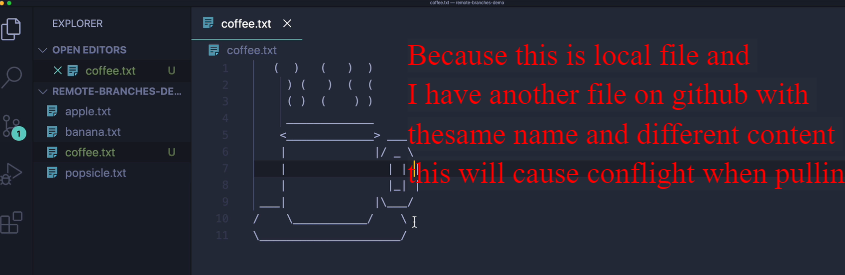 coffee.txt — remote-branches-demo
EXPLORER
OPEN EDITORS
coffee.txt U
REMOTE-BRANCHES-DE...
apple.txt
banana.txt
coffee.txt U
popsicle.txt
1
coffee.txt
coffee.txt
1 ( ) ( ) )
2 ) ( ) ( (
3 ( ) ( ) )
4 _____________
5 <_____________> ___
6 | |/ _ \
7 | | | |
8 | |_| |
9 ___| |\___/
10 / \___________/ \
11 \_____________________/
Because this is local file and
I have another file on github with
thesame name and different content
this will cause conflight when pullin